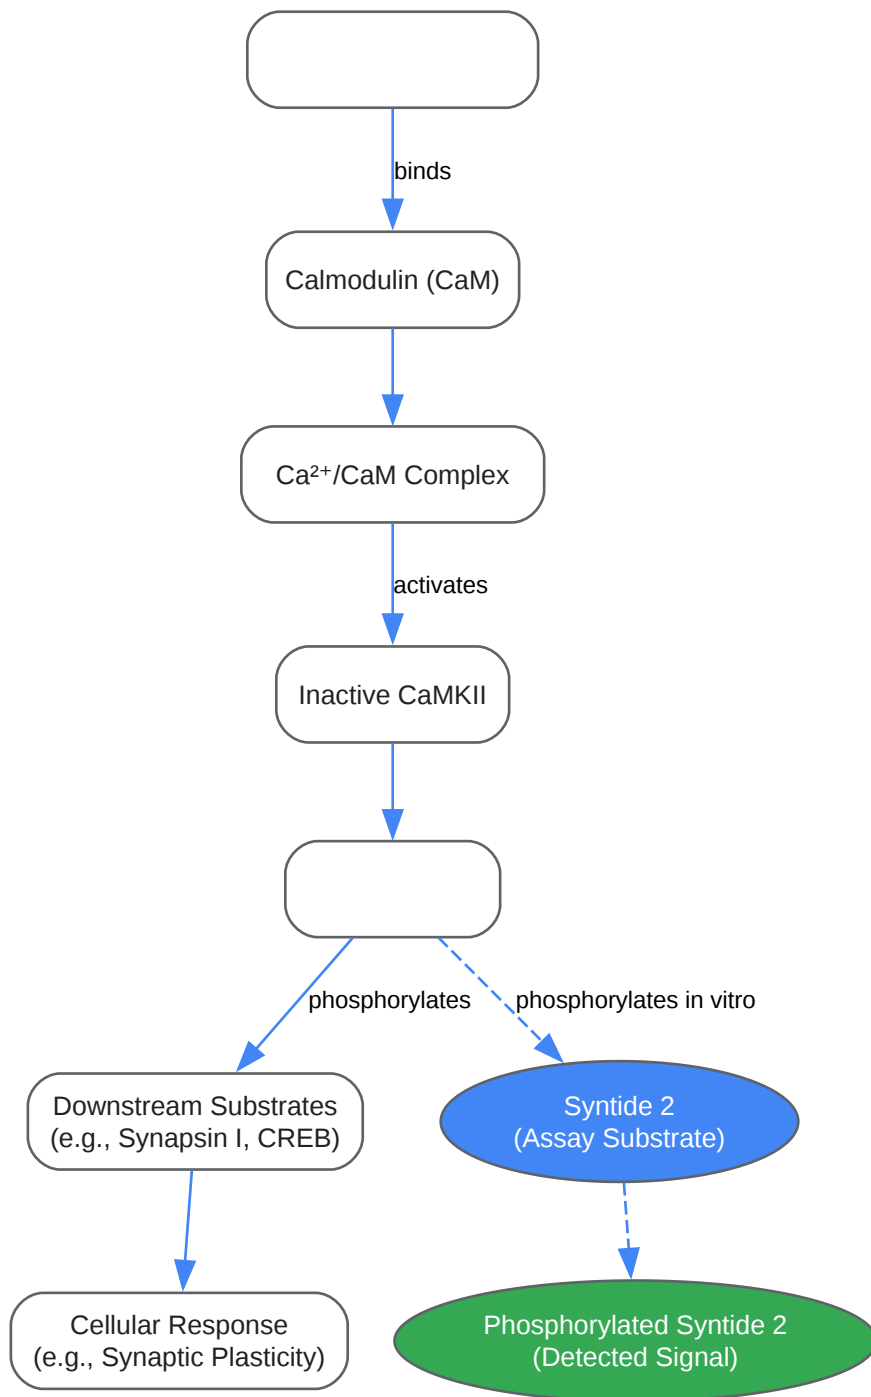 binds
Calmodulin (CaM)
Ca²⁺/CaM Complex
activates
Inactive CaMKII
phosphorylates
phosphorylates in vitro
Downstream Substrates
(e.g., Synapsin I, CREB)
Syntide 2
(Assay Substrate)
Cellular Response
(e.g., Synaptic Plasticity)
Phosphorylated Syntide 2
(Detected Signal)